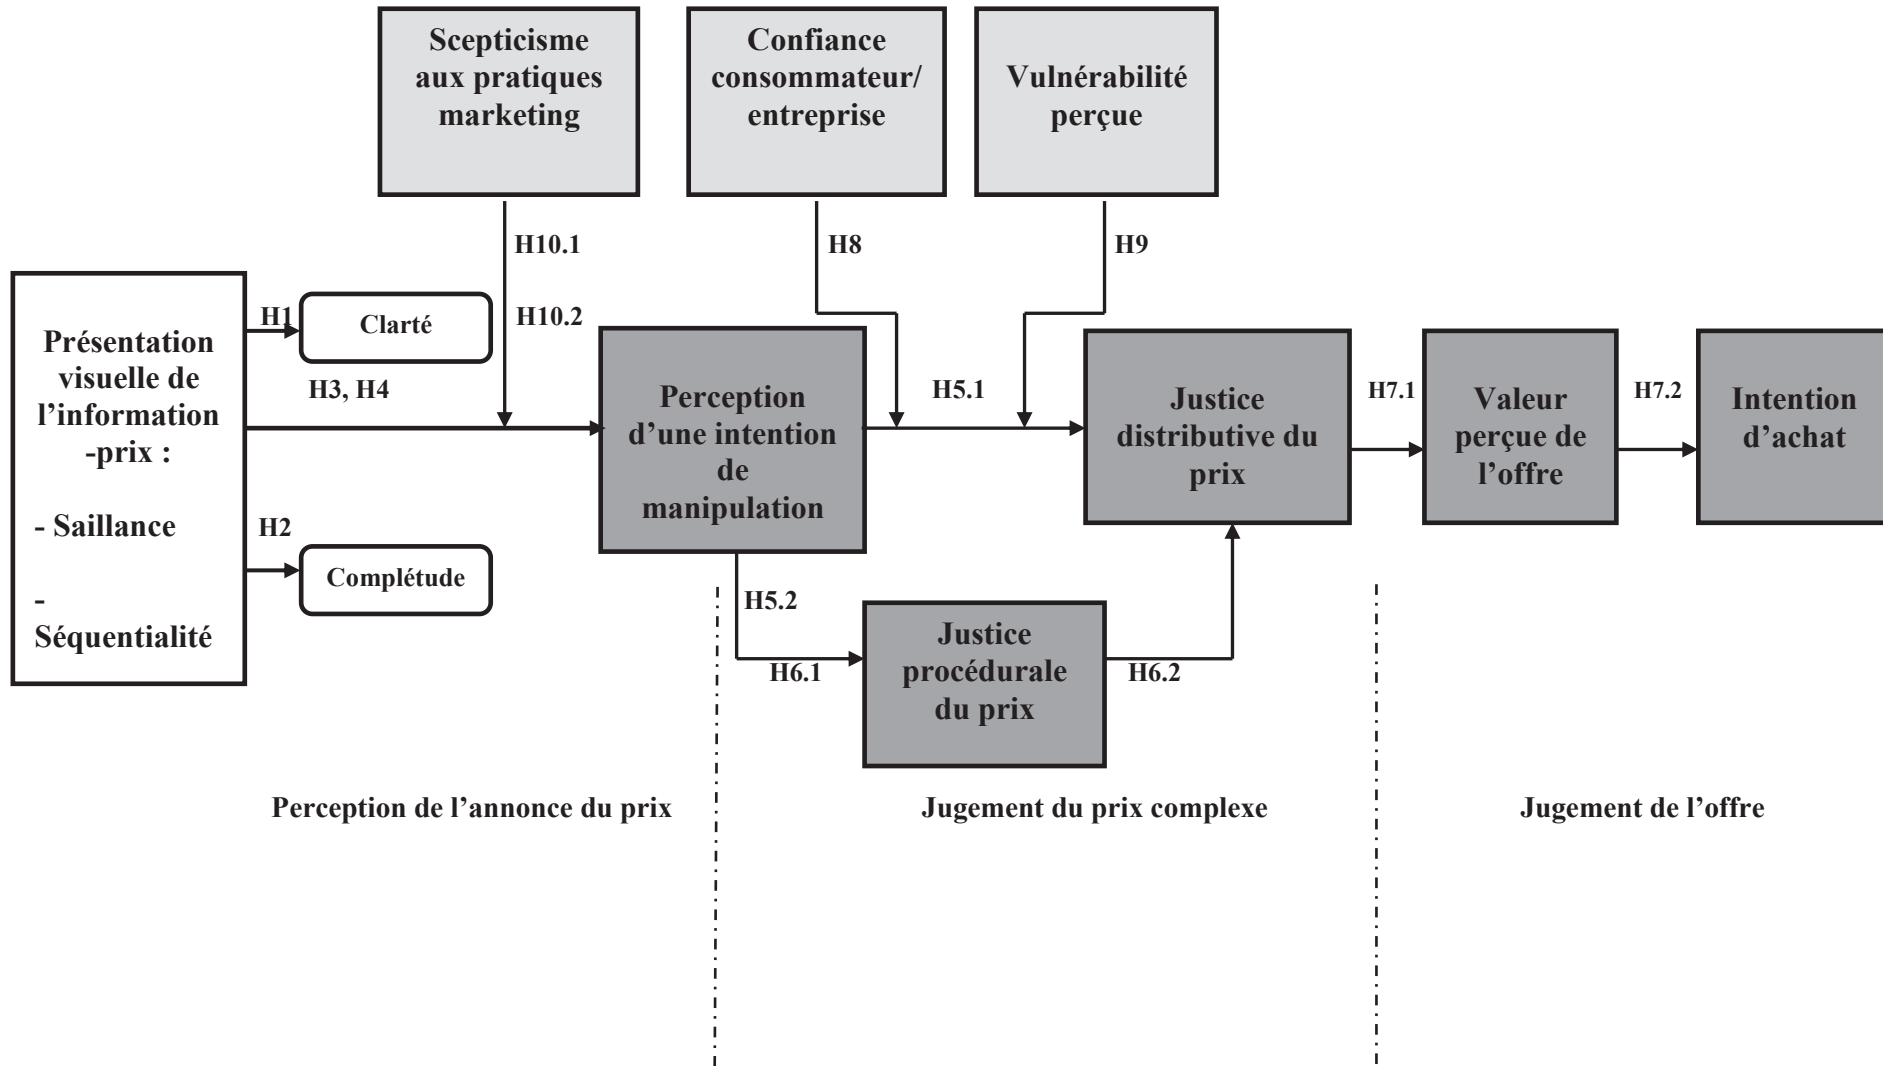 Scepticisme
aux pratiques
marketing
Confiance
consommateur/
entreprise
Vulnérabilité
perçue
H10.1
H8
H9
H1
Clarté
H10.2
H3, H4
Présentation
visuelle de
l’information
-prix :
- Saillance
-
Séquentialité
H2
Complétude
Perception
d’une intention
de
manipulation
H5.1
Justice
distributive du
prix
H7.1
Valeur
perçue de
l’offre
H7.2
Intention
d’achat
H5.2
H6.1
Justice
procédurale
du prix
H6.2
Perception de l’annonce du prix
Jugement du prix complexe
Jugement de l’offre